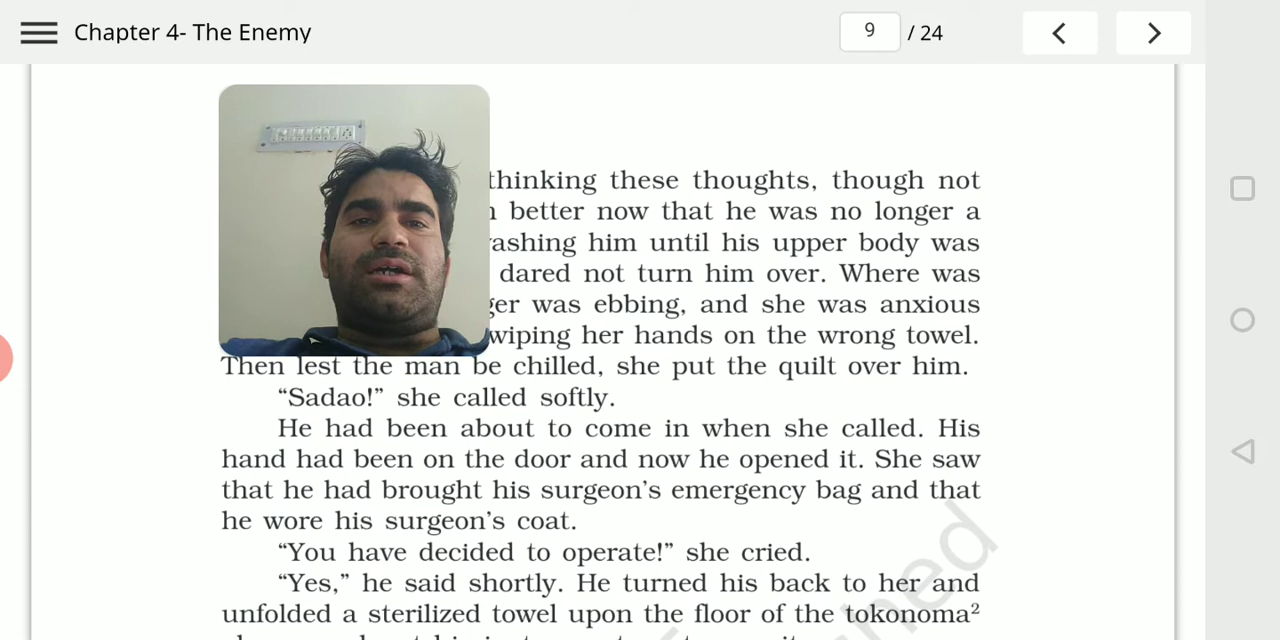 Chapter 4- The Enemy
9 / 24
thinking these thoughts, though not
better now that he was no longer a
him until his upper body was
dared not turn him over. Where was
was ebbing, and she was anxious
wiping her hands on the wrong towel.
Then lest the man be chilled, she put the quilt over him.
“Sadao!” she called softly.
He had been about to come in when she called. His
hand had been on the door and now he opened it. She saw
that he had brought his surgeon’s emergency bag and that
he wore his surgeon’s coat.
“You have decided to operate!” she cried.
“Yes,” he said shortly. He turned his back to her and
unfolded a sterilized towel upon the floor of the tokonoma²